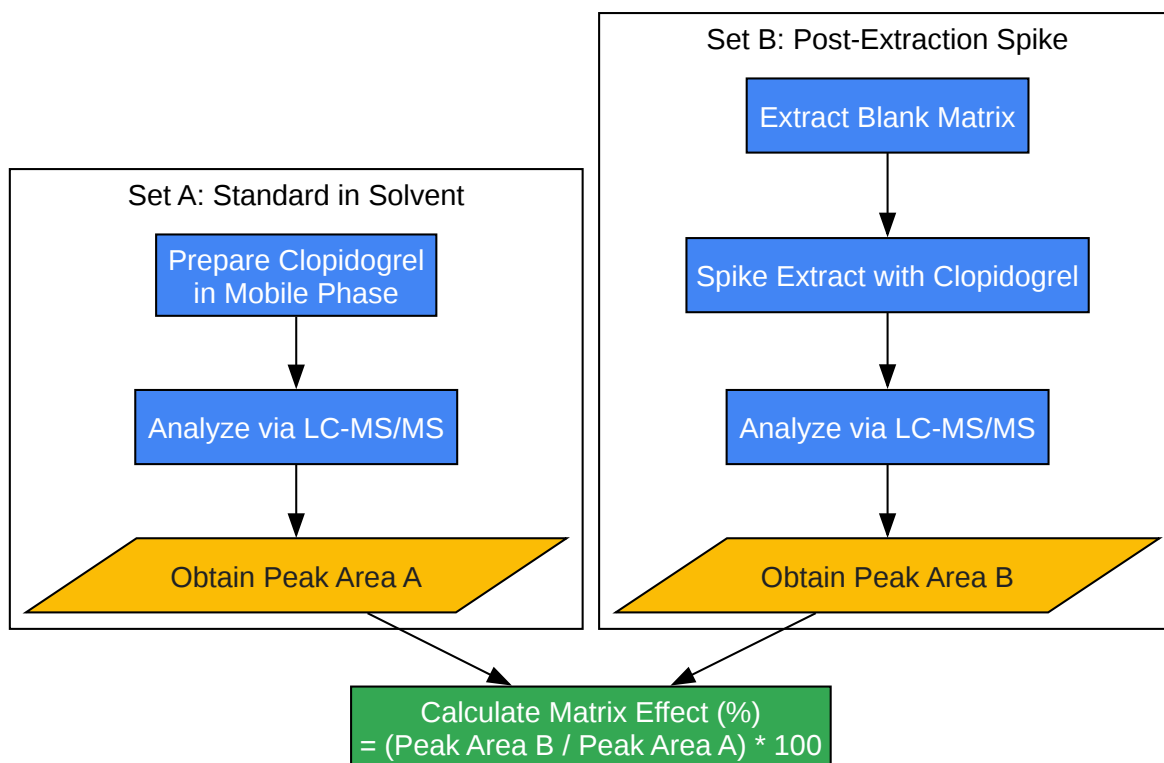 Set A: Standard in Solvent
Prepare Clopidogrel
in Mobile Phase
Analyze via LC-MS/MS
Obtain Peak Area A
Set B: Post-Extraction Spike
Extract Blank Matrix
Spike Extract with Clopidogrel
Analyze via LC-MS/MS
Obtain Peak Area B
Calculate Matrix Effect (%)
= (Peak Area B / Peak Area A) * 100